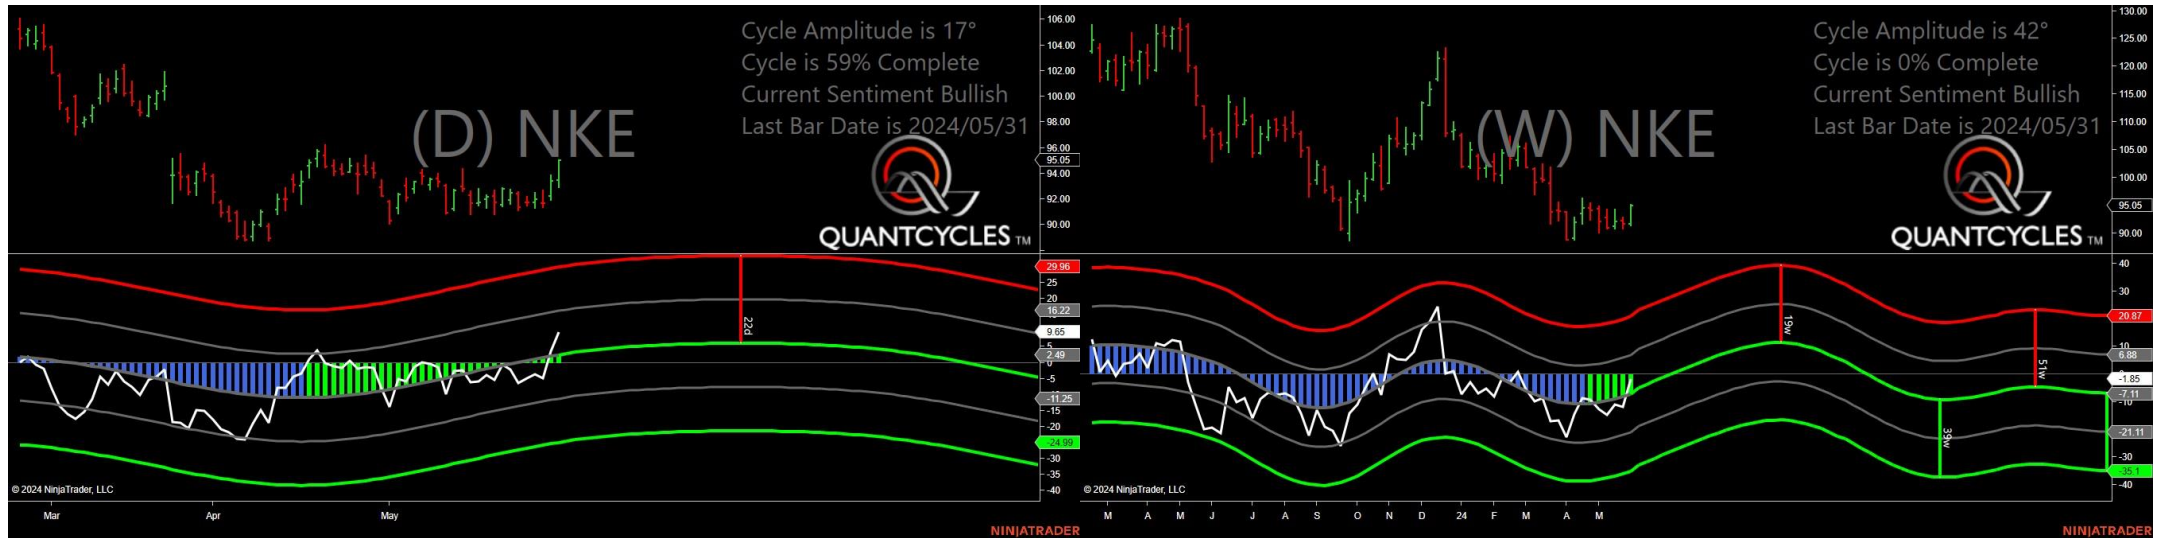 Cycle Amplitude is 17°
Cycle is 59% Complete
Current Sentiment Bullish
Last Bar Date is 2024/05/31
(D) NKE
QUANTCYCLES TM
106.00
104.00
102.00
100.00
98.00
96.00
95.05
94.00
92.00
90.00
29.96
25
20
16.22
9.65
5
2.49
0
-5
-11.25
-15
-20
-24.99
-30
-35
-40
22d
© 2024 NinjaTrader, LLC
Mar Apr May
NINJATRADER
Cycle Amplitude is 42°
Cycle is 0% Complete
Current Sentiment Bullish
Last Bar Date is 2024/05/31
(W) NKE
QUANTCYCLES TM
130.00
125.00
120.00
115.00
110.00
105.00
100.00
95.05
90.00
40
30
20.87
10
6.88
-1.85
-7.11
-10
-21.11
-30
-35.1
-40
19w
39w
51w
© 2024 NinjaTrader, LLC
M A M J J A S O N D 24 F M A M
NINJATRADER